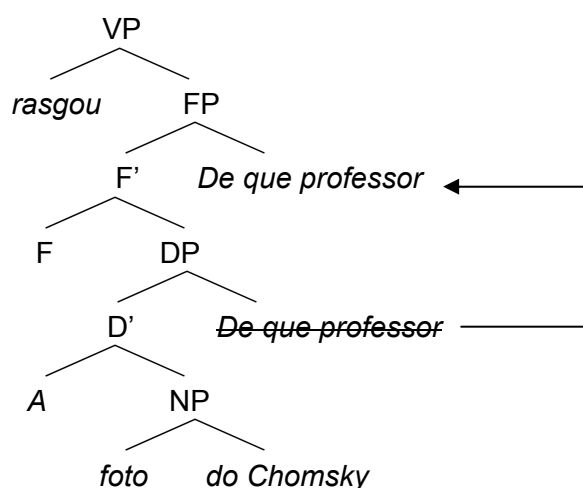 VP
rasgou FP
F’ De que professor
F DP
D’ De que professor
A NP
foto do Chomsky